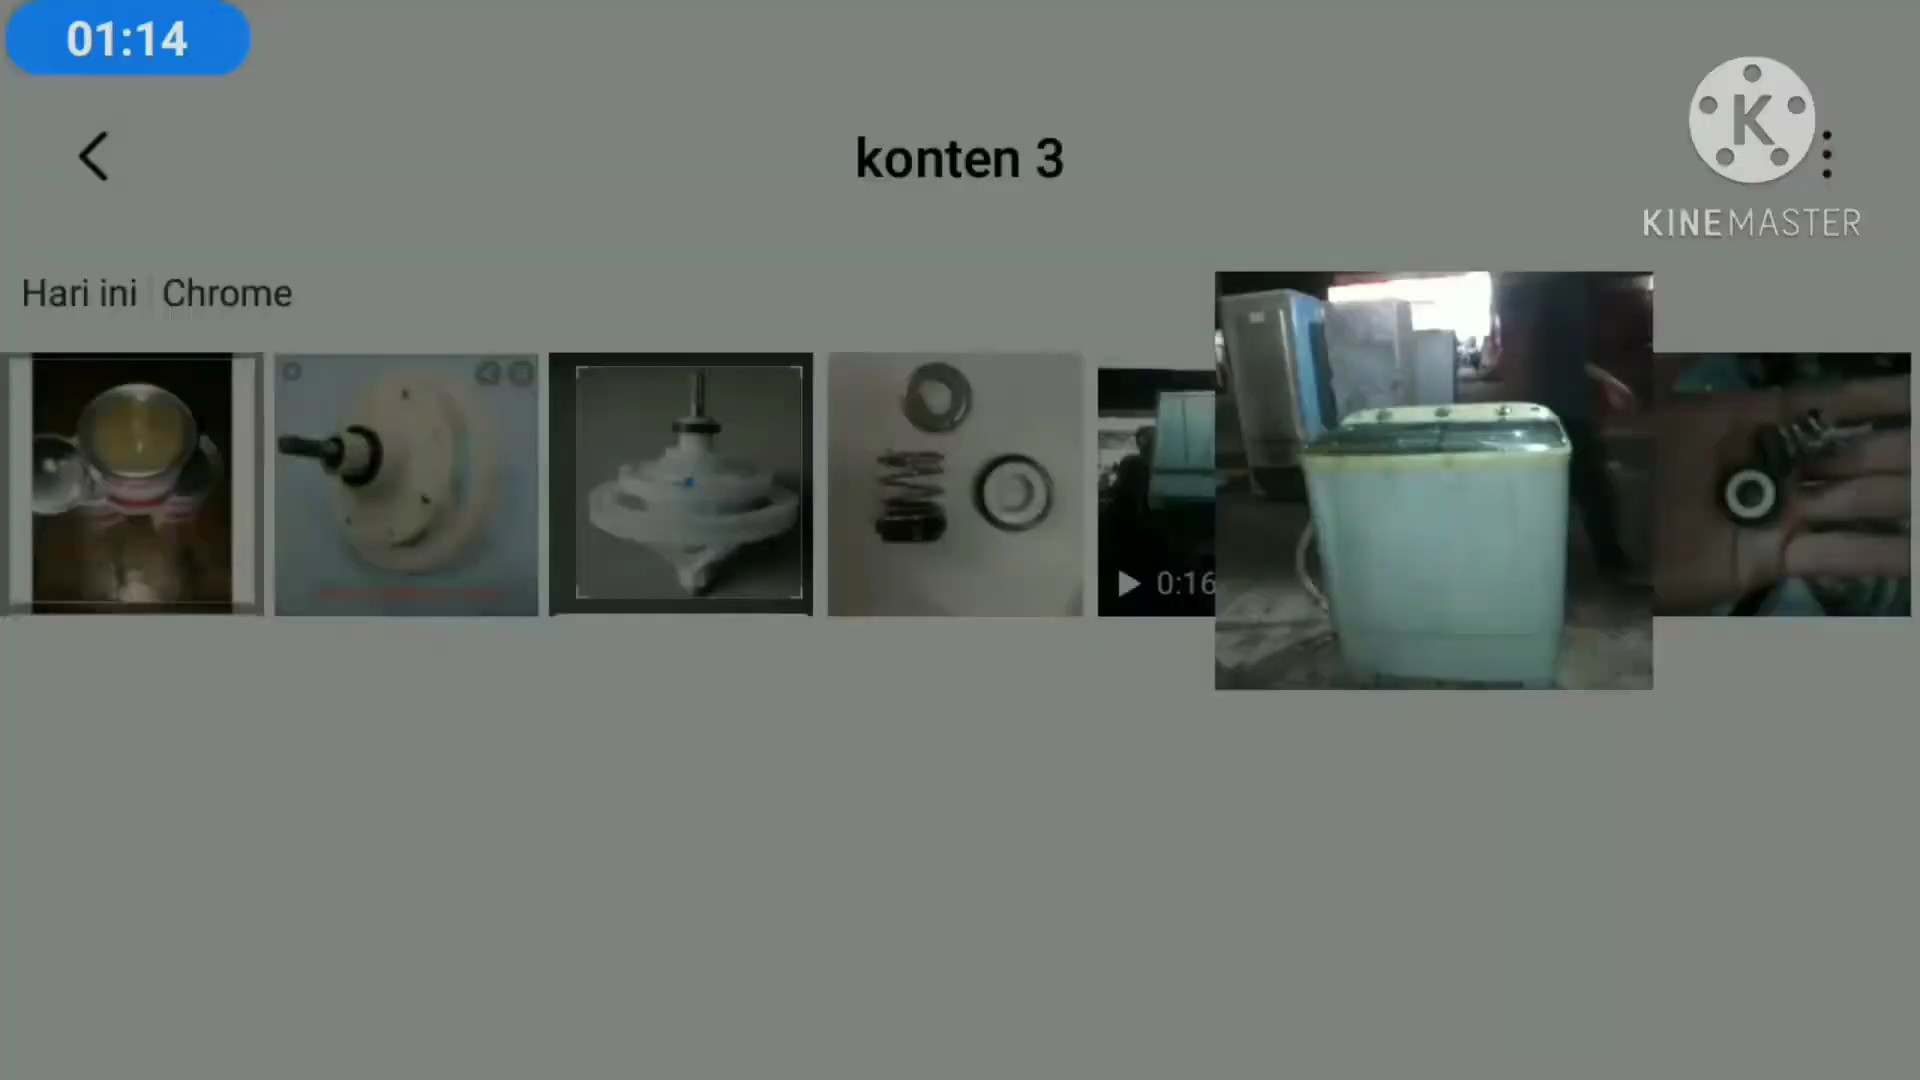 01:14
konten 3
K
KINEMASTER
Hari ini Chrome
0:16